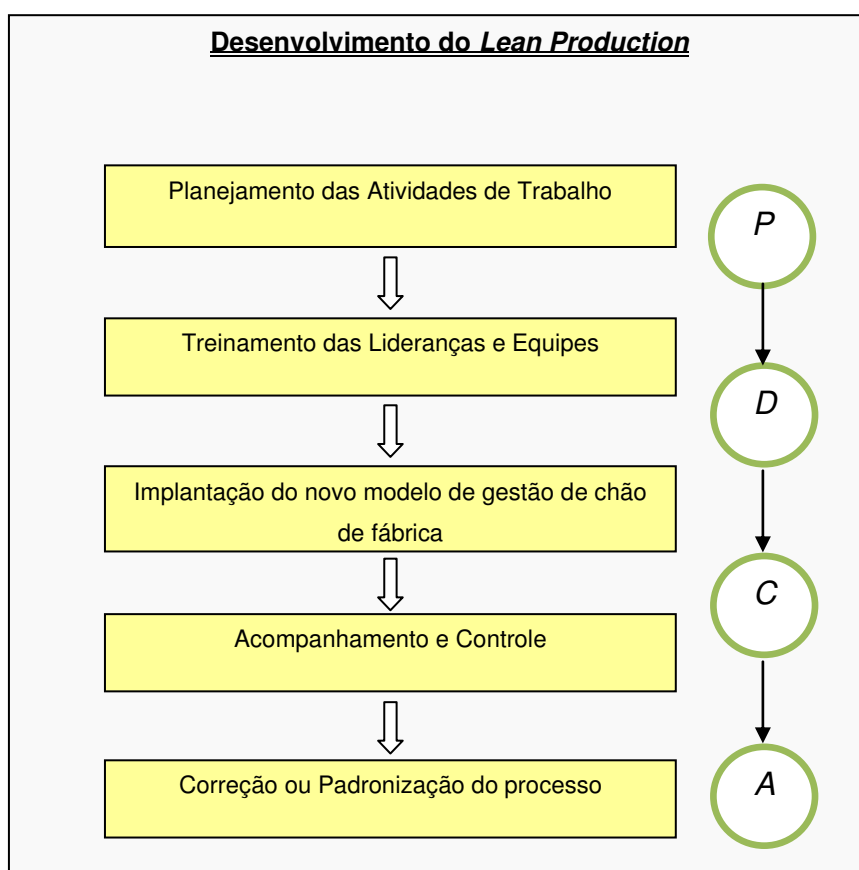 Desenvolvimento do Lean Production
Planejamento das Atividades de Trabalho
P
Treinamento das Lideranças e Equipes
D
Implantação do novo modelo de gestão de chão
de fábrica
C
Acompanhamento e Controle
Correção ou Padronização do processo
A